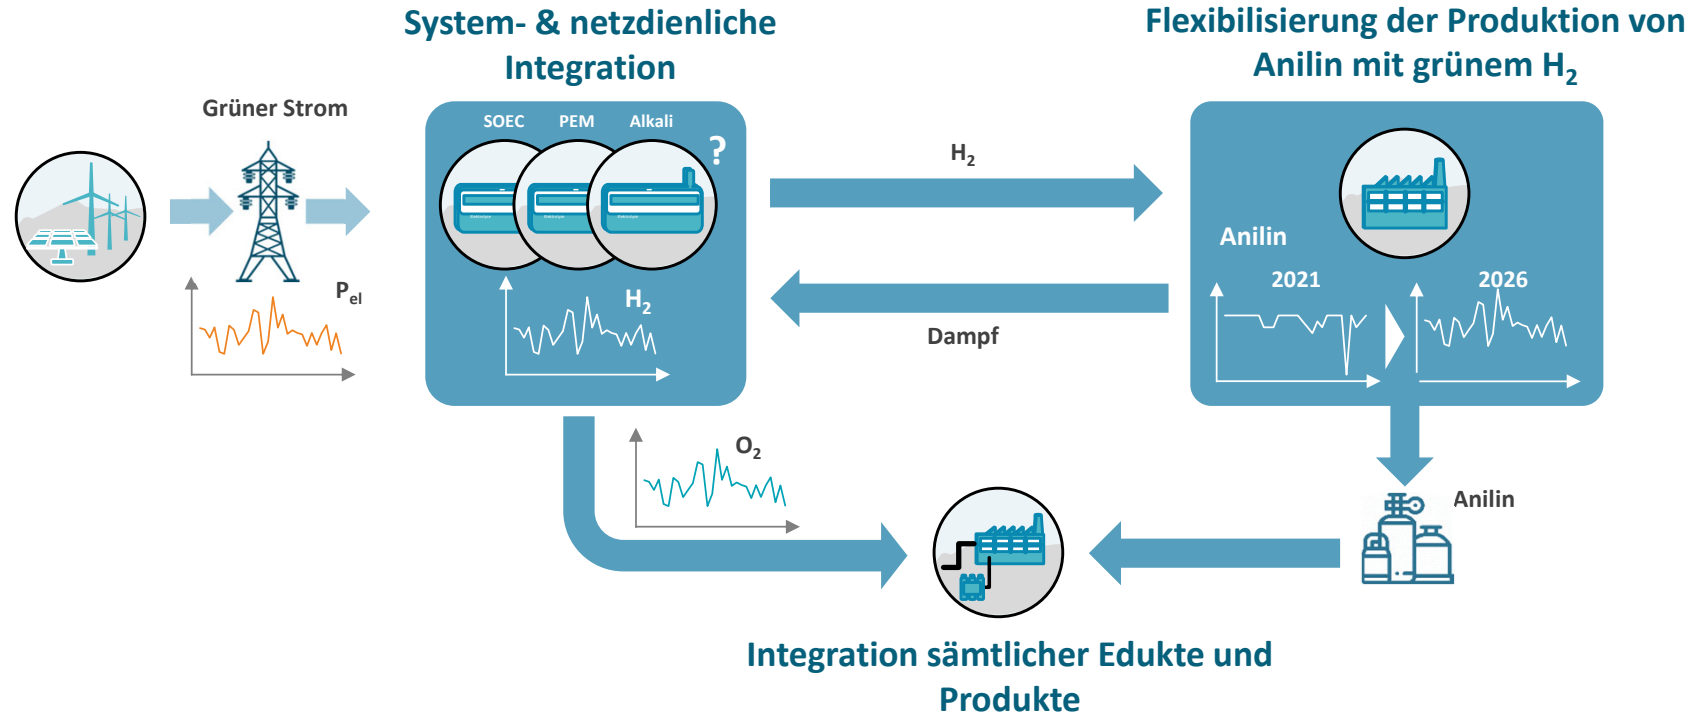 System- & netzdienliche
Integration
Flexibilisierung der Produktion von
Anilin mit grünem H₂
Grüner Strom
SOEC PEM Alkali
?
H₂
Anilin
2021 2026
P_el
H₂
Dampf
O₂
Anilin
Integration sämtlicher Edukte und
Produkte